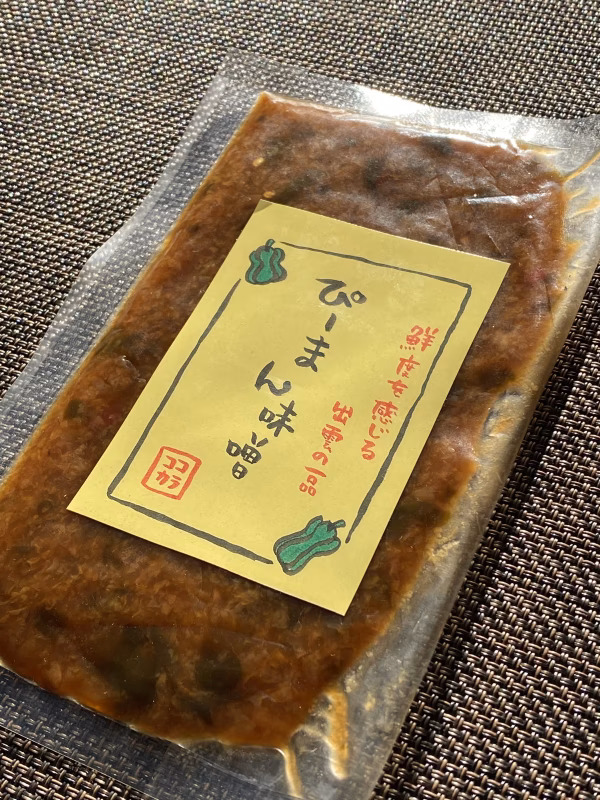 鮮度を感じる
出雲の一品
ぴーまん味噌
ココ
カラ